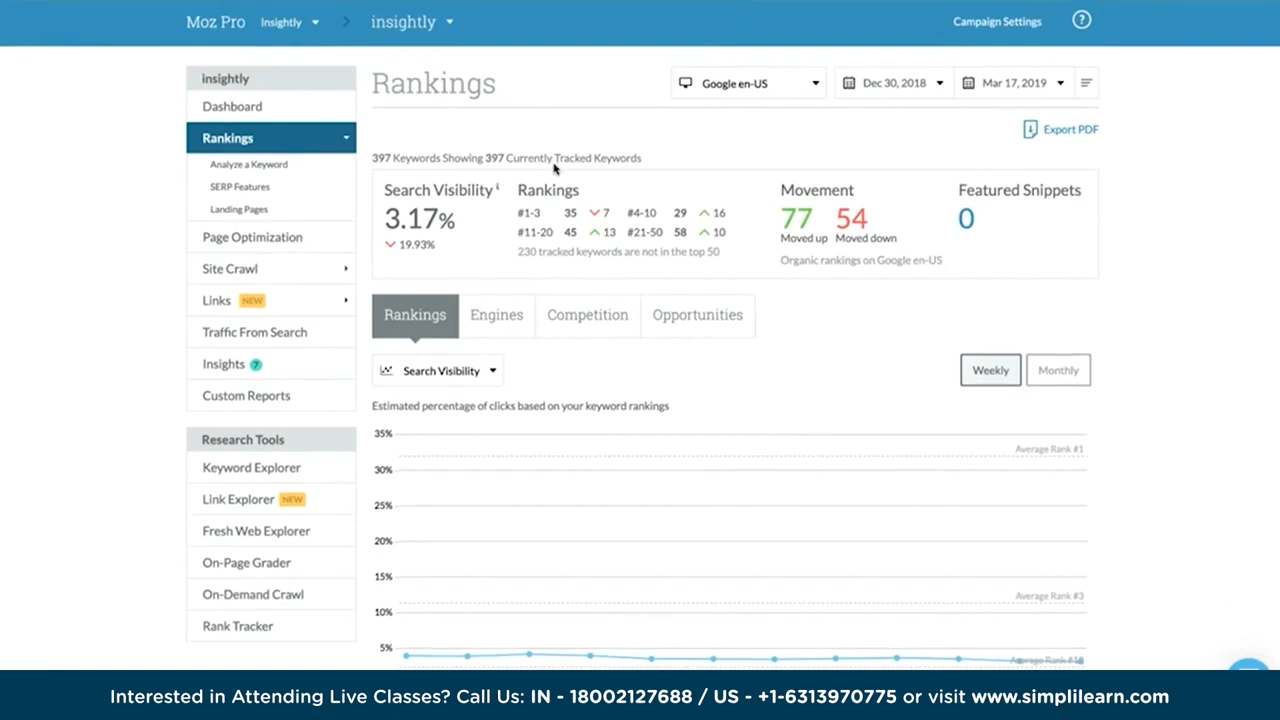 Moz Pro Insightly insightly Campaign Settings ?
insightly
Dashboard
Rankings
Analyze a Keyword
SERP Features
Landing Pages
Page Optimization
Site Crawl
Links NEW
Traffic From Search
Insights 7
Custom Reports
Research Tools
Keyword Explorer
Link Explorer NEW
Fresh Web Explorer
On-Page Grader
On-Demand Crawl
Rank Tracker
Rankings
Google en-US Dec 30, 2018 Mar 17, 2019
Export PDF
397 Keywords Showing 397 Currently Tracked Keywords
Search Visibility
3.17%
19.93%
Rankings
#1-3 35 7 #4-10 29 16
#11-20 45 13 #21-50 58 10
230 tracked keywords are not in the top 50
Movement
77 54
Moved up Moved down
Organic rankings on Google en-US
Featured Snippets
0
Rankings Engines Competition Opportunities
Search Visibility
Weekly Monthly
Estimated percentage of clicks based on your keyword rankings
35%
Average Rank #1
30%
25%
20%
15%
Average Rank #3
10%
5%
Average Rank #10
Interested in Attending Live Classes? Call Us: IN - 18002127688 / US - +1-6313970775 or visit www.simplilearn.com